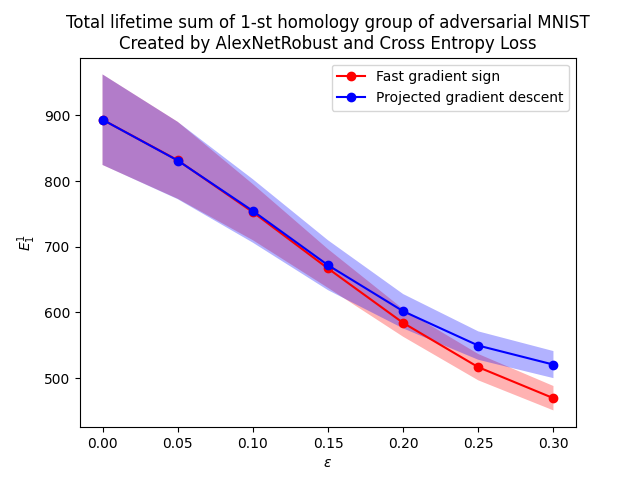 Total lifetime sum of 1-st homology group of adversarial MNIST
Created by AlexNetRobust and Cross Entropy Loss
Fast gradient sign
Projected gradient descent
900
800
700
600
500
E₁¹
0.00 0.05 0.10 0.15 0.20 0.25 0.30
ε